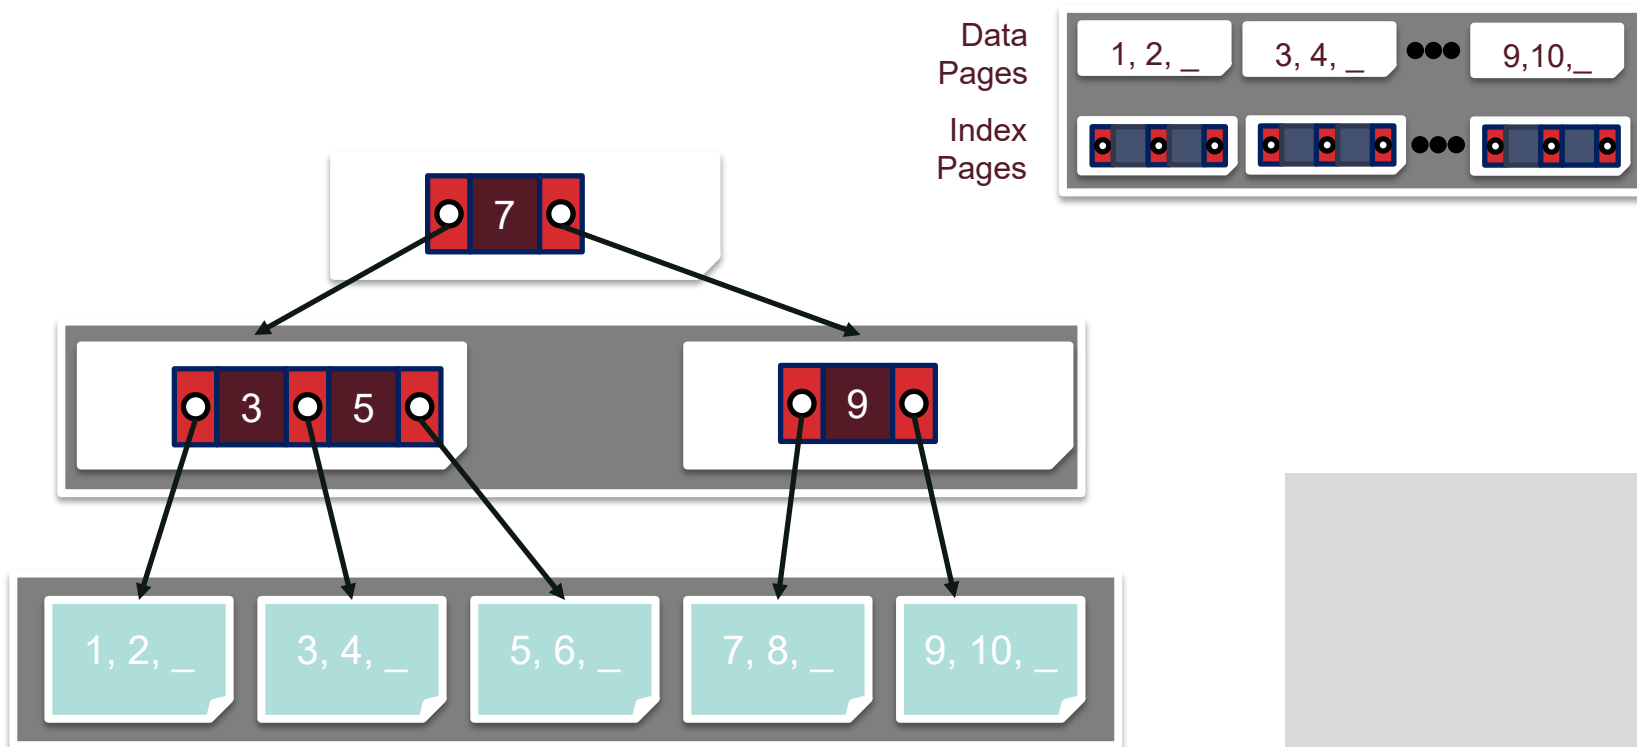 Data
Pages
1, 2, _
3, 4, _
9,10,_
Index
Pages
7
3
5
9
1, 2, _
3, 4, _
5, 6, _
7, 8, _
9, 10, _